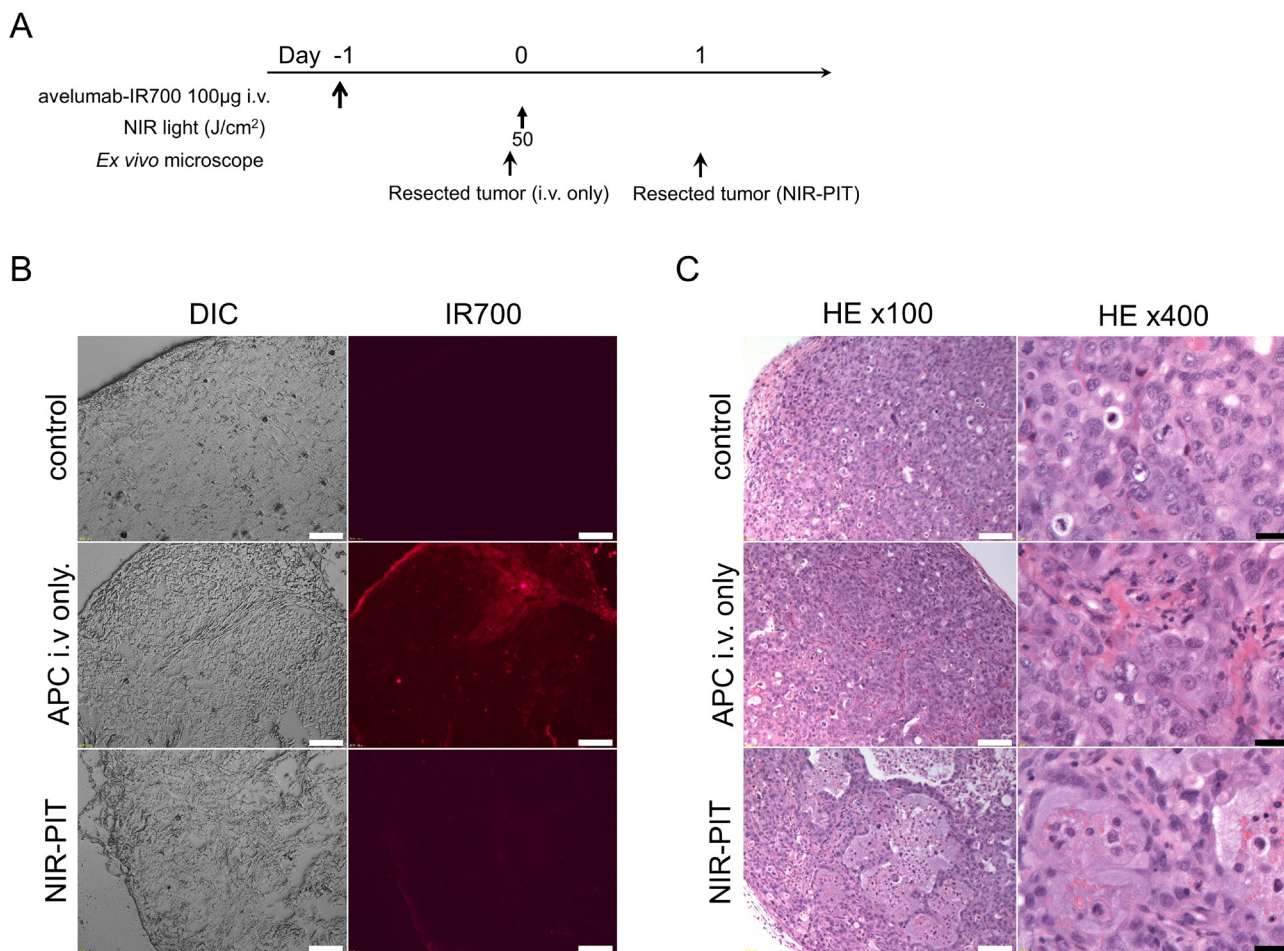 A
Day -1 0 1
avelumab-IR700 100µg i.v.
NIR light (J/cm²)
50
Ex vivo microscope
Resected tumor (i.v. only) Resected tumor (NIR-PIT)
B
DIC IR700
control
APC i.v only.
NIR-PIT
C
HE x100 HE x400
control
APC i.v. only
NIR-PIT